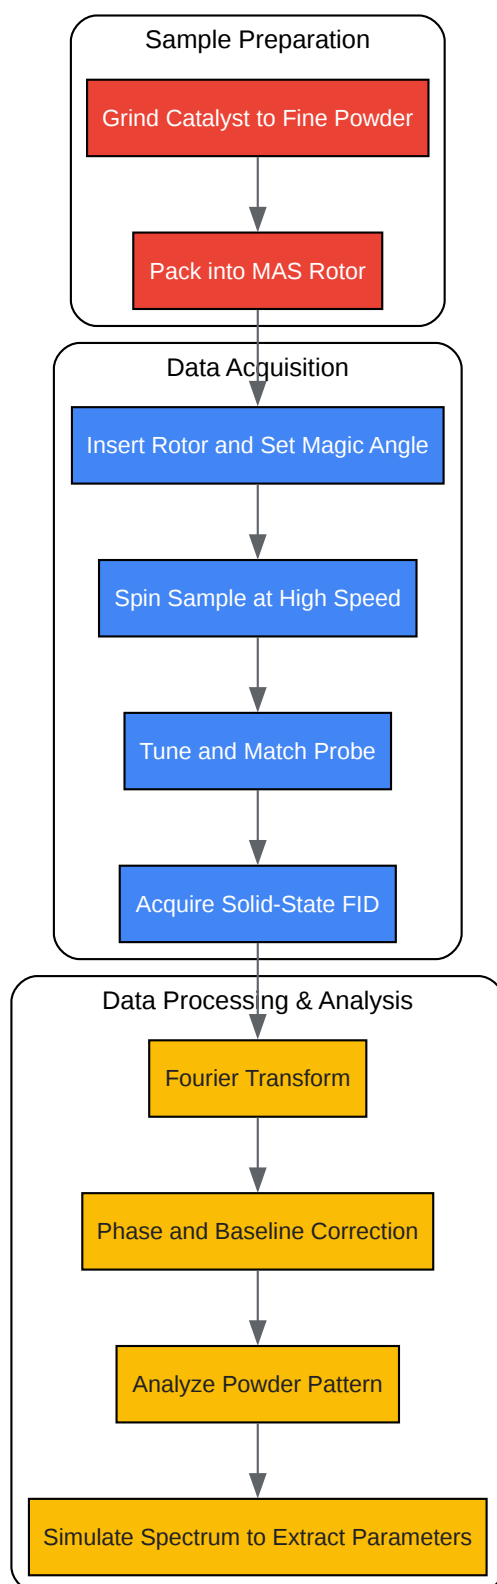 Sample Preparation
Grind Catalyst to Fine Powder
Pack into MAS Rotor
Data Acquisition
Insert Rotor and Set Magic Angle
Spin Sample at High Speed
Tune and Match Probe
Acquire Solid-State FID
Data Processing & Analysis
Fourier Transform
Phase and Baseline Correction
Analyze Powder Pattern
Simulate Spectrum to Extract Parameters